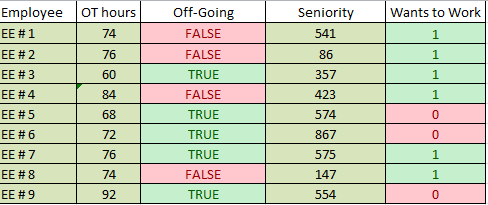 Employee OT hours Off-Going Seniority Wants to Work
EE # 1 74 FALSE 541 1
EE # 2 76 FALSE 86 1
EE # 3 60 TRUE 357 1
EE # 4 84 FALSE 423 1
EE # 5 68 TRUE 574 0
EE # 6 72 TRUE 867 0
EE # 7 76 TRUE 575 1
EE # 8 74 FALSE 147 1
EE # 9 92 TRUE 554 0